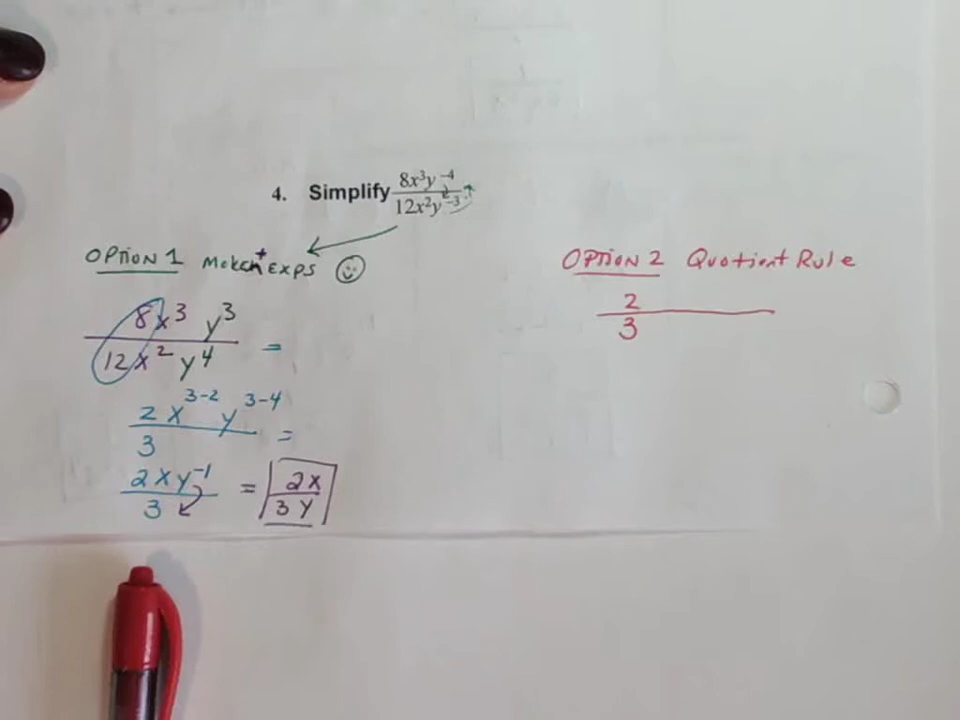 4. Simplify 8x³y⁻⁴ / 12x²y⁻³
OPTION 1 Make + EXPS
8x³ y³ / 12x² y⁴ =
2x³⁻² y³⁻⁴ / 3 =
2xy⁻¹ / 3 = 2x / 3y
OPTION 2 Quotient Rule
2 / 3